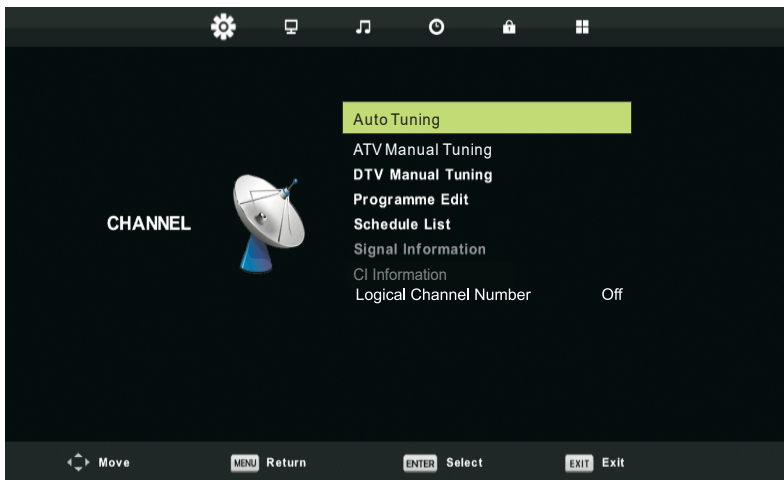 Auto Tuning
ATV Manual Tuning
DTV Manual Tuning
Programme Edit
CHANNEL
Schedule List
Signal Information
CI Information
Logical Channel Number Off
Move MENU Return ENTER Select EXIT Exit